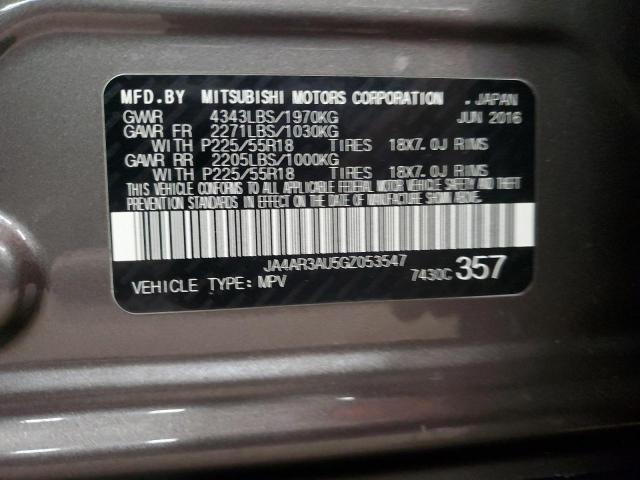 MFD.BY MITSUBISHI MOTORS CORPORATION . JAPAN
GWR 4343LBS/1970KG JUN 2016
GAWR FR 2271LBS/1030KG
WITH P225/55R18 TIRES 18X7.0J RIMS
GAWR RR 2205LBS/1000KG
WITH P225/55R18 TIRES 18X7.0J RIMS
THIS VEHICLE CONFORMS TO ALL APPLICABLE FEDERAL MOTOR VEHICLE SAFETY AND THEFT
PREVENTION STANDARDS IN EFFECT ON THE DATE OF MANUFACTURE SHOWN ABOVE.
JA4AR3AU5GZ053547
VEHICLE TYPE: MPV 7430C 357